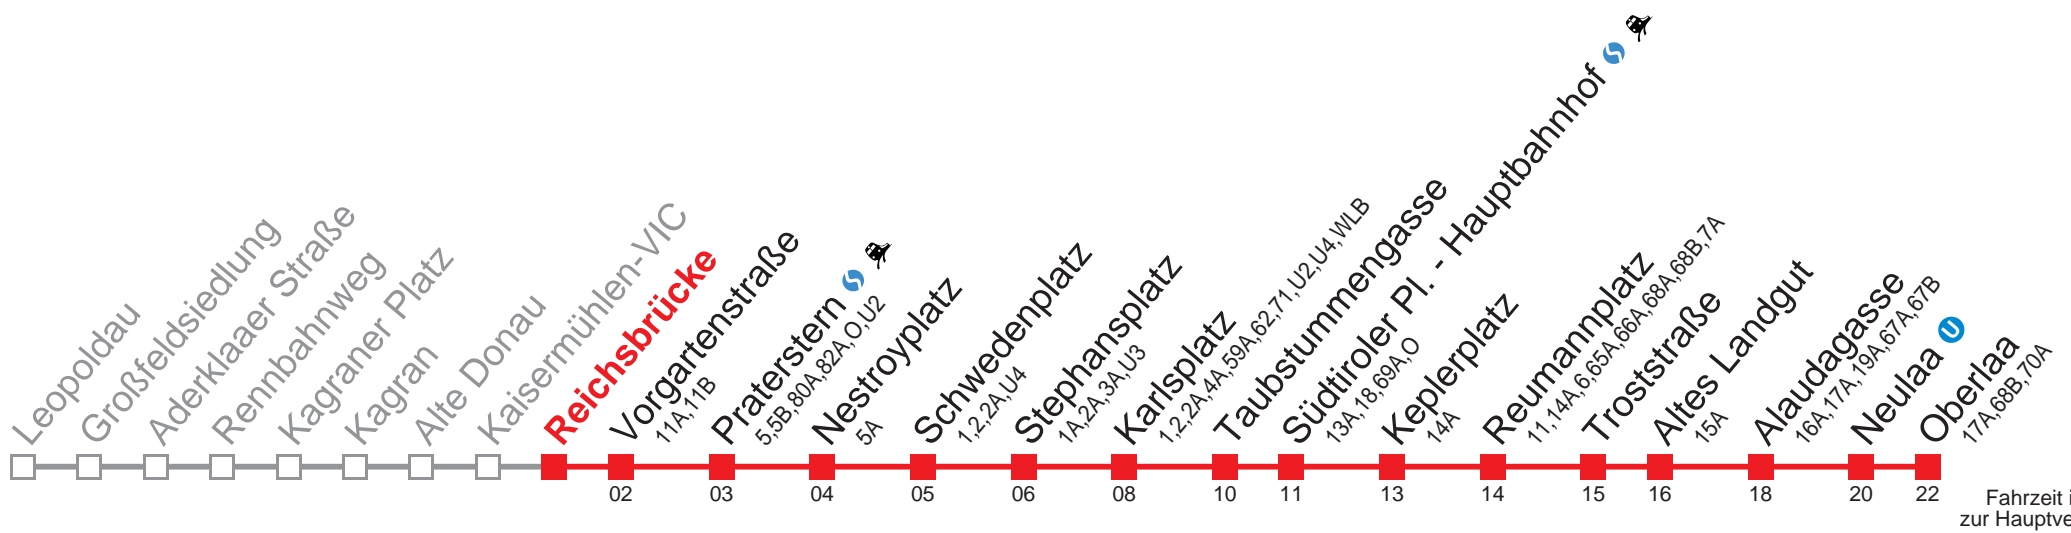 Leopoldau
Großfeldsiedlung
Aderklaaer Straße
Rennbahnweg
Kagraner Platz
Kagran
Alte Donau
Kaisermühlen-VIC
Reichsbrücke
Vorgartenstraße
11A,11B
Praterstern
5,5B,80A,82A,O,U2
Nestroyplatz
5A
Schwedenplatz
1,2,2A,U4
Stephansplatz
1A,2A,3A,U3
Karlsplatz
1,2,2A,4A,59A,62,71,U2,U4,WLB
Taubstummengasse
Südtiroler Pl. - Hauptbahnhof
13A,18,69A,O
Keplerplatz
14A
Reumannplatz
11,14A,6,65A,66A,68A,68B,7A
Troststraße
Altes Landgut
15A
Alaudagasse
16A,17A,19A,67A,67B
Neulaa U
Oberlaa
17A,68B,70A
02 03 04 05 06 08 10 11 13 14 15 16 18 20 22
Fahrzeit
zur